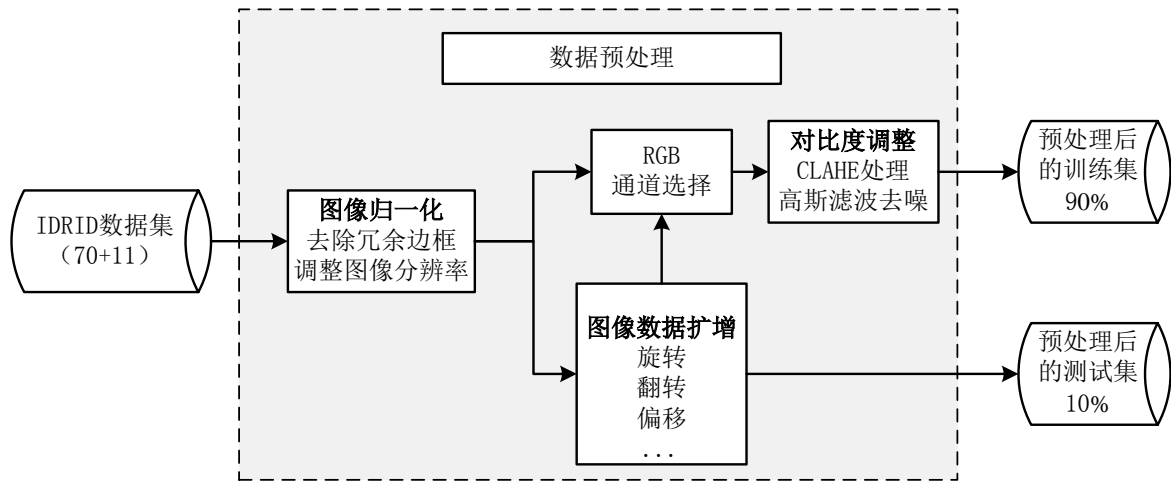 数据预处理
IDRID数据集
（70+11）
图像归一化
去除冗余边框
调整图像分辨率
RGB
通道选择
对比度调整
CLAHE处理
高斯滤波去噪
预处理后
的训练集
90%
图像数据扩增
旋转
翻转
偏移
...
预处理后
的测试集
10%